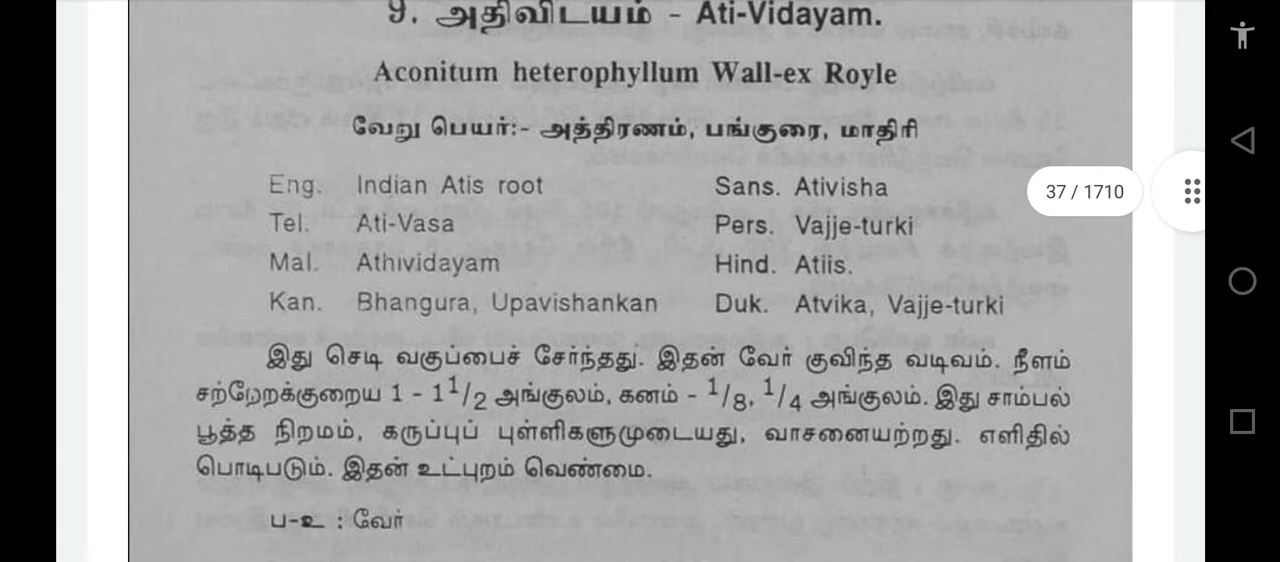 9. அதிவிடயம் - Ati-Vidayam.
Aconitum heterophyllum Wall-ex Royle
வேறு பெயர்:- அத்திரணம், பங்குரை, மாதிரி
Eng. Indian Atis root Sans. Ativisha
37 / 1710
Tel. Ati-Vasa Pers. Vajje-turki
Mal. Athividayam Hind. Atiis.
Kan. Bhangura, Upavishankan Duk. Atvika, Vajje-turki
இது செடி வகுப்பைச் சேர்ந்தது. இதன் வேர் குவிந்த வடிவம். நீளம்
சற்றேறக்குறைய 1 - 1 1/2 அங்குலம், கனம் - 1/8, 1/4 அங்குலம். இது சாம்பல்
பூத்த நிறமம், கருப்புப் புள்ளிகளுமுடையது, வாசனையற்றது. எளிதில்
பொடிபடும். இதன் உட்புறம் வெண்மை.
ப-உ : வேர்